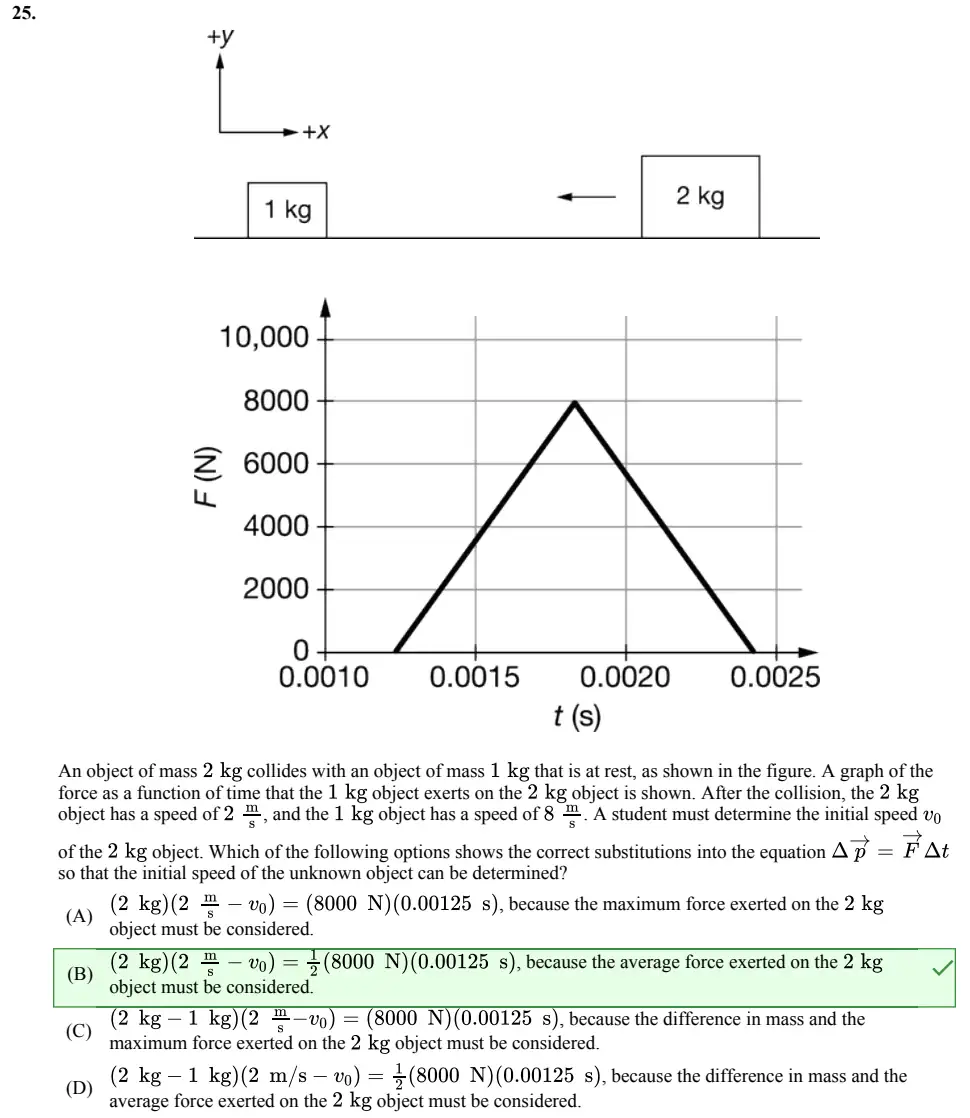 25.
+y
+x
1 kg
2 kg
10,000
8000
6000
4000
2000
0
F (N)
0.0010 0.0015 0.0020 0.0025
t (s)
An object of mass 2 kg collides with an object of mass 1 kg that is at rest, as shown in the figure. A graph of the
force as a function of time that the 1 kg object exerts on the 2 kg object is shown. After the collision, the 2 kg
object has a speed of 2 m/s, and the 1 kg object has a speed of 8 m/s. A student must determine the initial speed v₀
of the 2 kg object. Which of the following options shows the correct substitutions into the equation Δp⃗ = F⃗Δt
so that the initial speed of the unknown object can be determined?
(A) (2 kg)(2 m/s − v₀) = (8000 N)(0.00125 s), because the maximum force exerted on the 2 kg
object must be considered.
(B) (2 kg)(2 m/s − v₀) = ½(8000 N)(0.00125 s), because the average force exerted on the 2 kg
object must be considered.
(C) (2 kg − 1 kg)(2 m/s−v₀) = (8000 N)(0.00125 s), because the difference in mass and the
maximum force exerted on the 2 kg object must be considered.
(D) (2 kg − 1 kg)(2 m/s − v₀) = ½(8000 N)(0.00125 s), because the difference in mass and the
average force exerted on the 2 kg object must be considered.